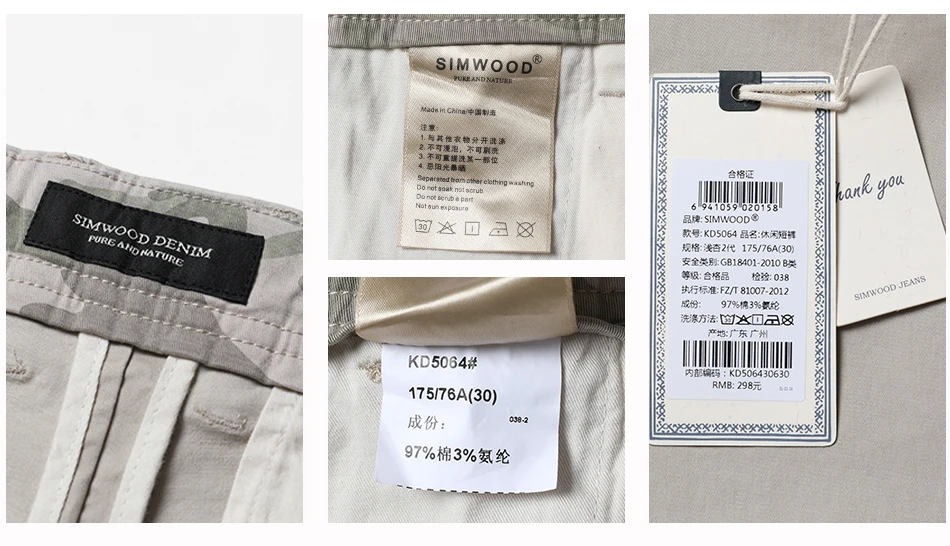 SIMWOOD DENIM
PURE AND NATURE
SIMWOOD®
PURE AND NATURE
Made in China/中国制造
注意:
1. 与其他衣物分开洗涤
2. 不可浸泡，不可刷洗
3. 不可重搓洗某一部位
4. 忌阳光暴晒
Separated from other clothing washing
Do not soak not scrub
Do not scrub a part
Not sun exposure
30
KD5064#
175/76A(30)
成份：
038-2
97%棉3%氨纶
合格证
6 941059 020158
品牌: SIMWOOD®
款号: KD5064 品名:休闲短裤
规格: 浅杏2代 175/76A(30)
安全类别: GB18401-2010 B类
等级: 合格品 检验: 038
执行标准: FZ/T 81007-2012
成份: 97%棉3%氨纶
洗涤方法:
产地: 广东 广州
内部编码: KD506430630
RMB: 298元
hank you
SIMWOOD JEANS